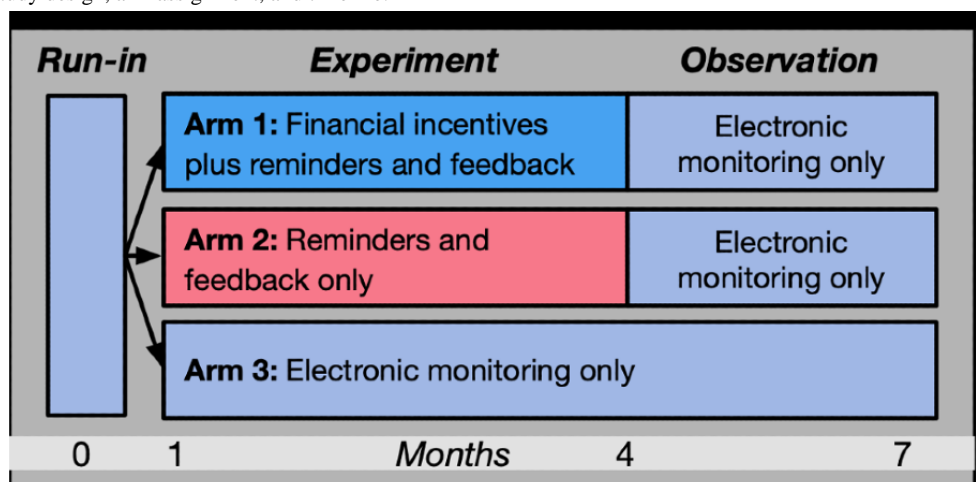 Run-in Experiment Observation
Arm 1: Financial incentives
plus reminders and feedback
Electronic
monitoring only
Arm 2: Reminders and
feedback only
Electronic
monitoring only
Arm 3: Electronic monitoring only
0 1 Months 4 7